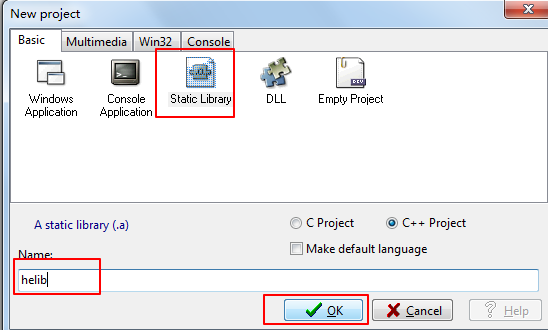 New project
Basic Multimedia Win32 Console
Windows Application
Console Application
Static Library
DLL
Empty Project
A static library (.a)
C Project
C++ Project
Make default language
Name:
helib
OK
Cancel
Help